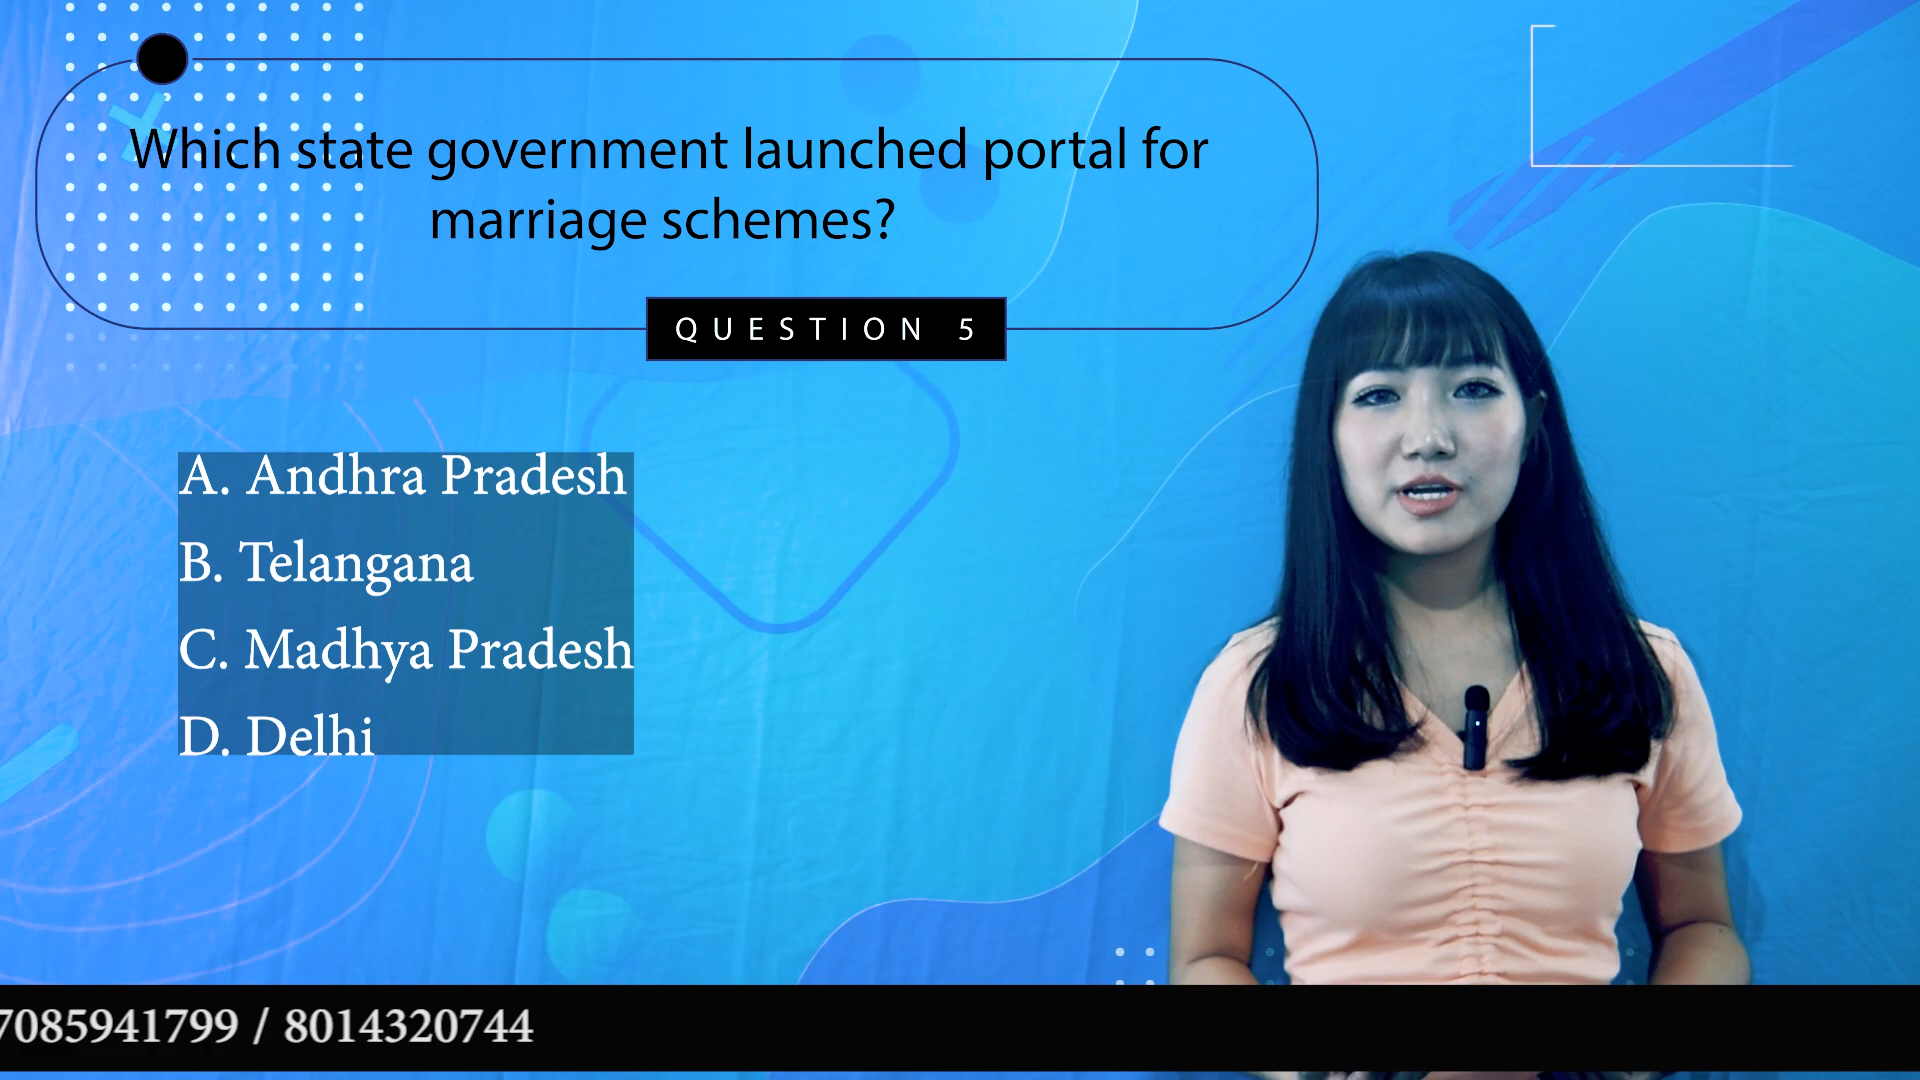 Which state government launched portal for
marriage schemes?
QUESTION 5
A. Andhra Pradesh
B. Telangana
C. Madhya Pradesh
D. Delhi
7085941799 / 8014320744